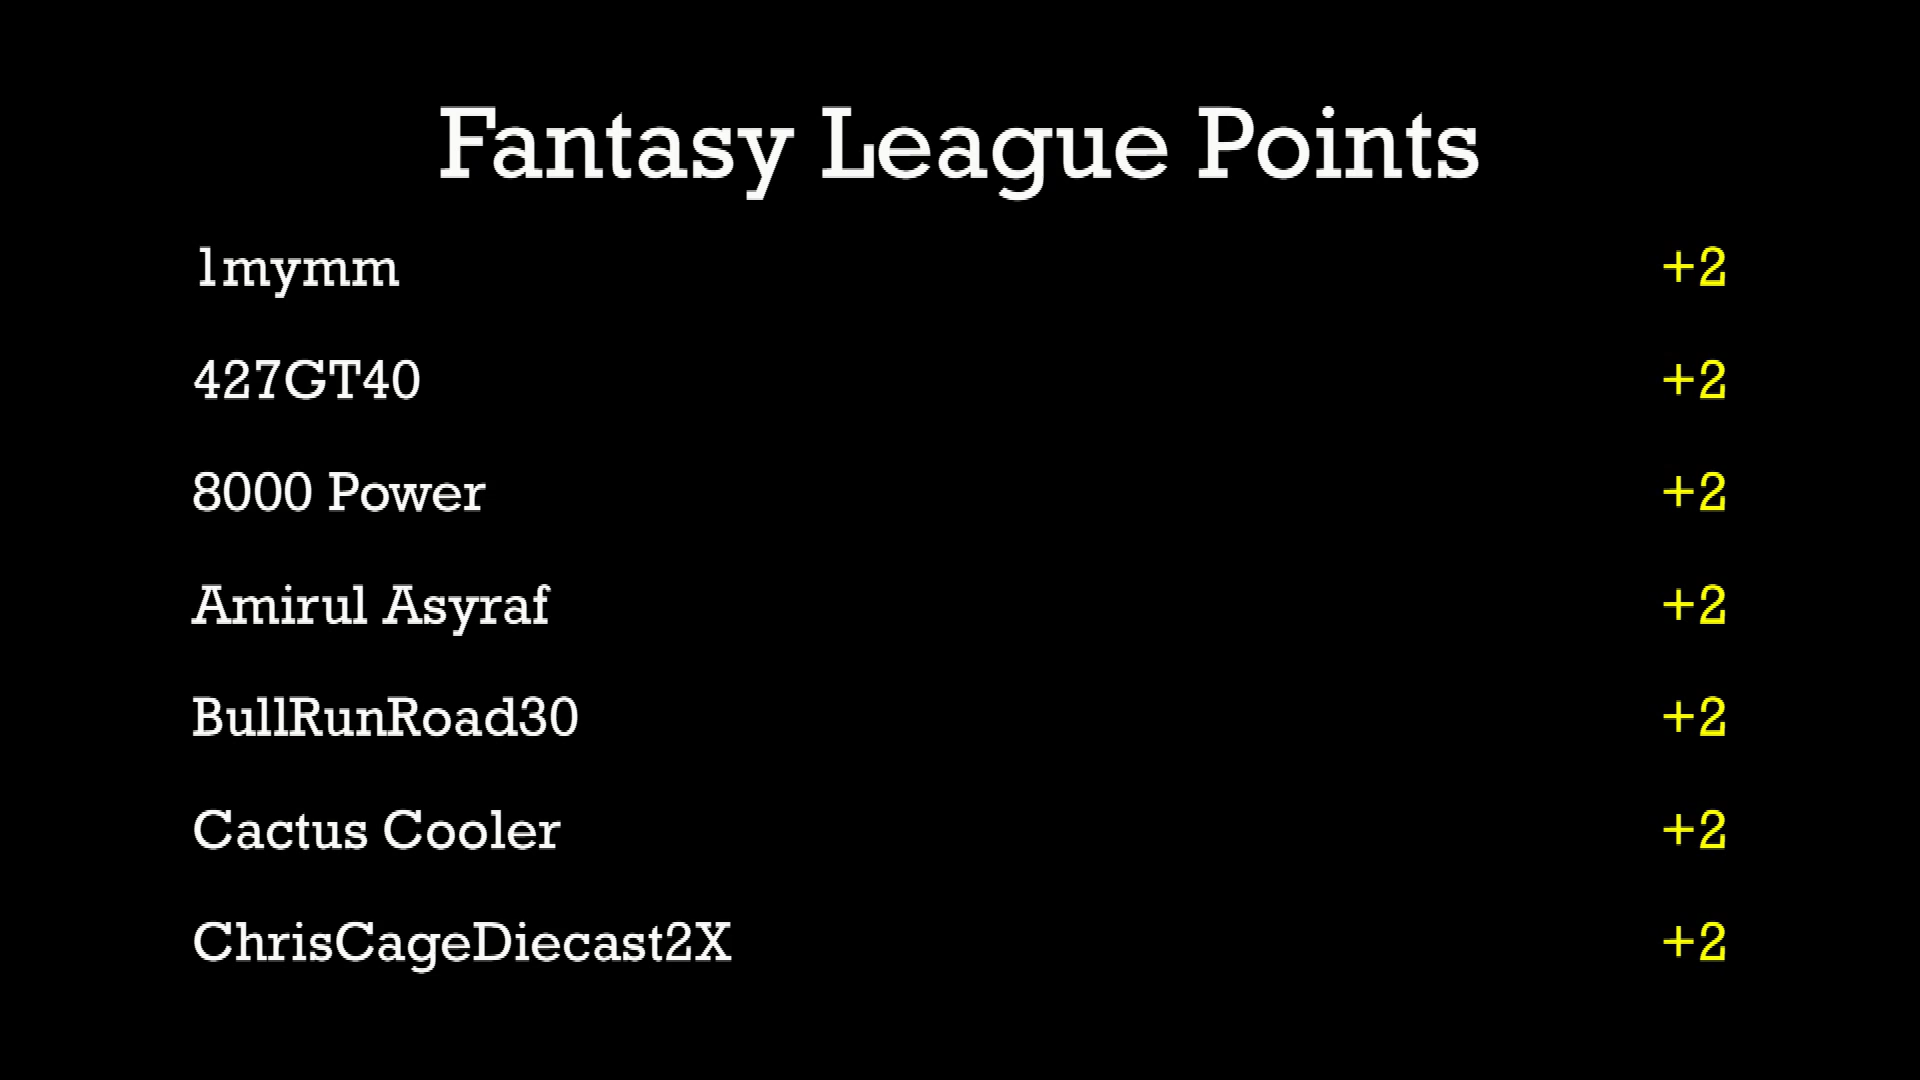 Fantasy League Points
1mymm +2
427GT40 +2
8000 Power +2
Amirul Asyraf +2
BullRunRoad30 +2
Cactus Cooler +2
ChrisCageDiecast2X +2